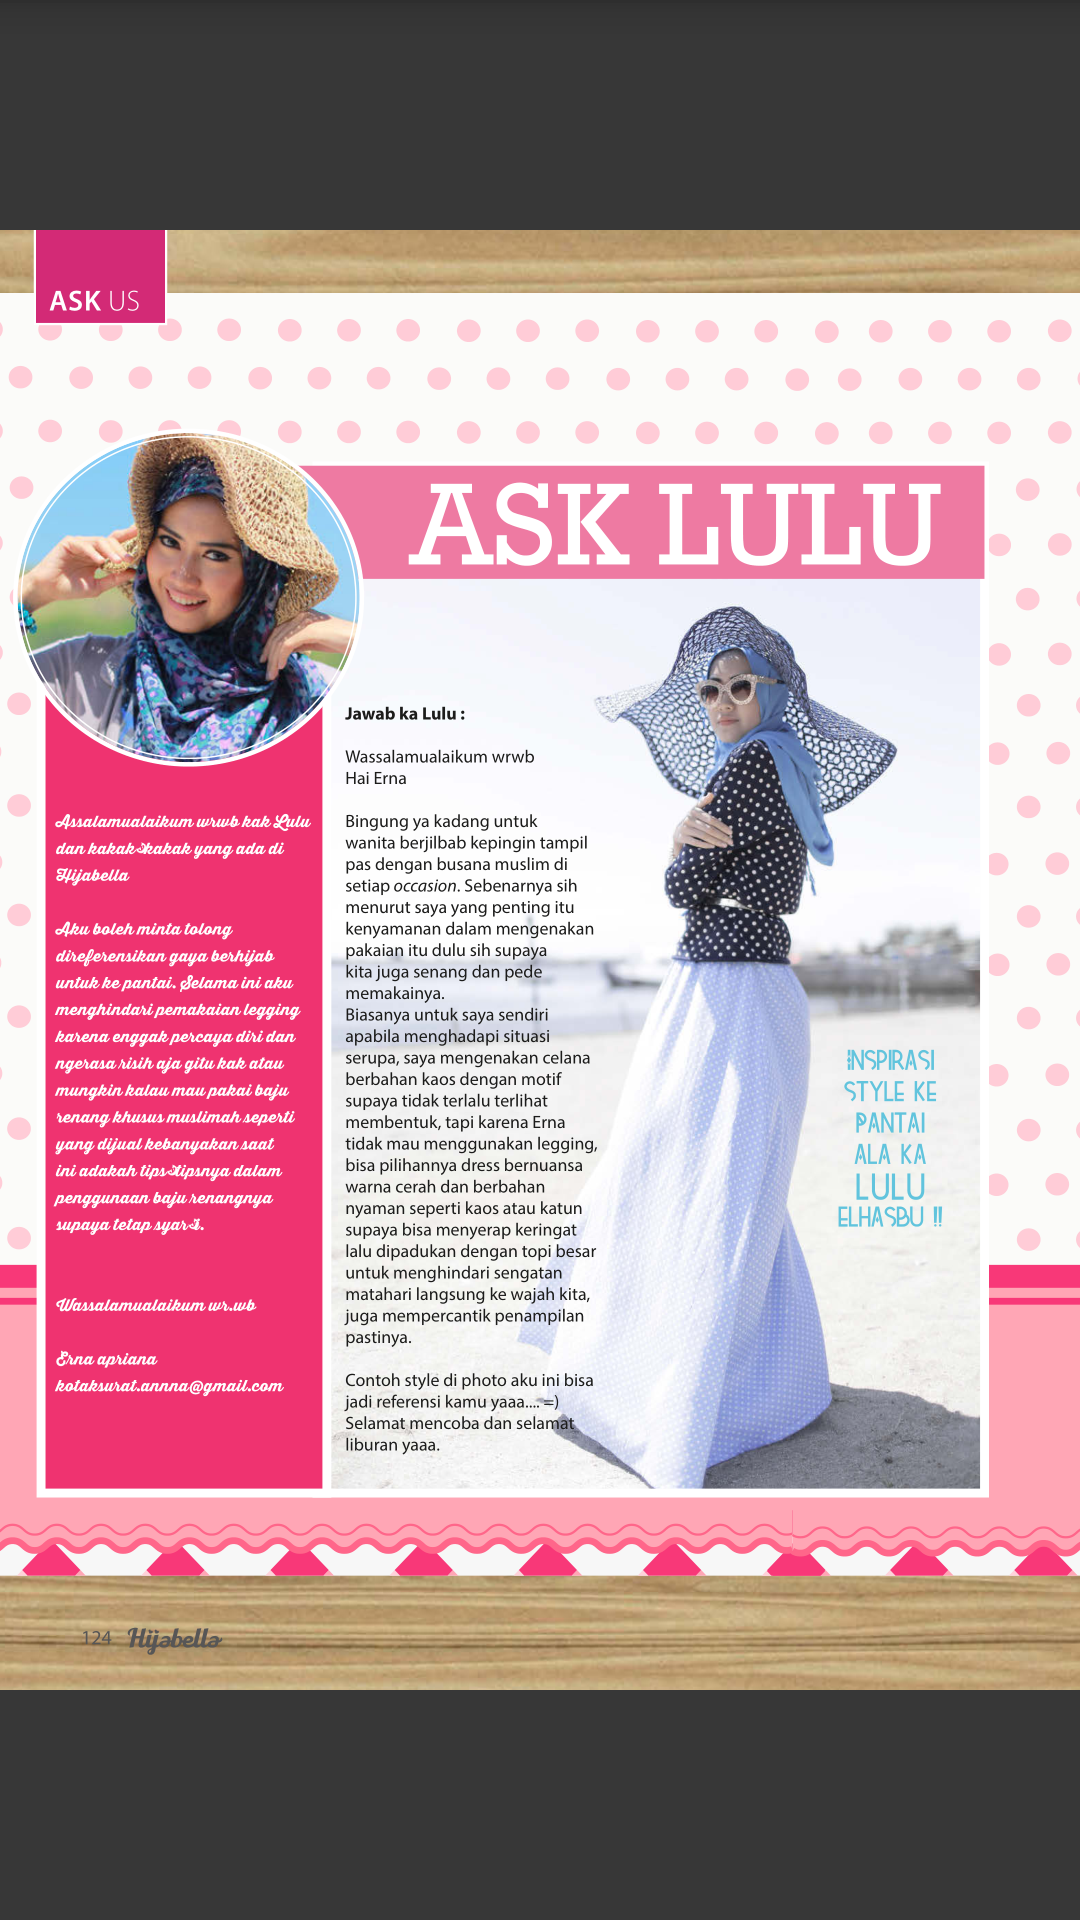 ASK US
ASK LULU
Assalamualaikum wrwb kak Lulu
dan kakak-kakak yang ada di
Hijabella
Aku boleh minta tolong
direferensikan gaya berhijab
untuk ke pantai. Selama ini aku
menghindari pemakaian legging
karena enggak percaya diri dan
ngerasa risih aja gitu kak atau
mungkin kalau mau pakai baju
renang khusus muslimah seperti
yang dijual kebanyakan saat
ini adakah tips-tipsnya dalam
penggunaan baju renangnya
supaya tetap syar-i.
Wassalamualaikum wr.wb
Erna apriana
kotaksurat.annna@gmail.com
Jawab ka Lulu :
Wassalamualaikum wrwb
Hai Erna
Bingung ya kadang untuk
wanita berjilbab kepingin tampil
pas dengan busana muslim di
setiap occasion. Sebenarnya sih
menurut saya yang penting itu
kenyamanan dalam mengenakan
pakaian itu dulu sih supaya
kita juga senang dan pede
memakainya.
Biasanya untuk saya sendiri
apabila menghadapi situasi
serupa, saya mengenakan celana
berbahan kaos dengan motif
supaya tidak terlalu terlihat
membentuk, tapi karena Erna
tidak mau menggunakan legging,
bisa pilihannya dress bernuansa
warna cerah dan berbahan
nyaman seperti kaos atau katun
supaya bisa menyerap keringat
lalu dipadukan dengan topi besar
untuk menghindari sengatan
matahari langsung ke wajah kita,
juga mempercantik penampilan
pastinya.
Contoh style di photo aku ini bisa
jadi referensi kamu yaaa.... =)
Selamat mencoba dan selamat
liburan yaaa.
INSPIRASI
STYLE KE
PANTAI
ALA KA
LULU
ELHASBU !!
124 Hijabella